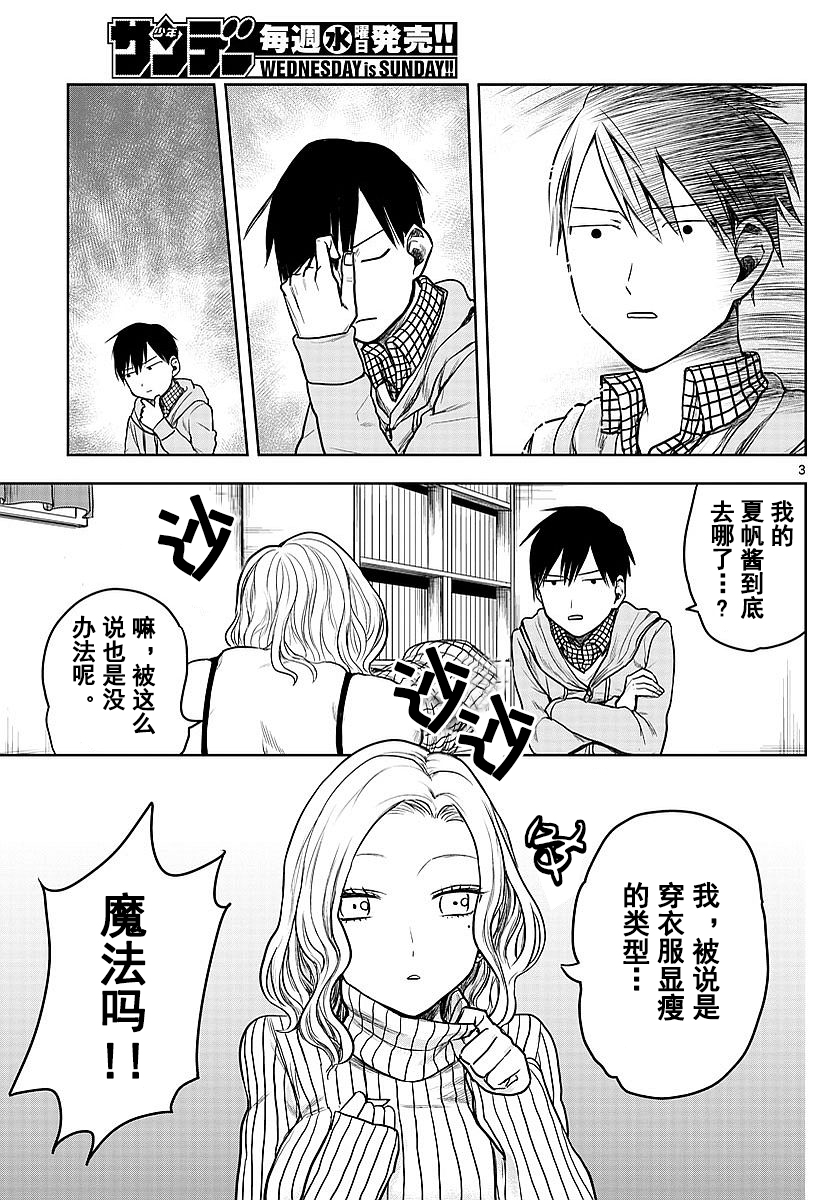 少年
サンデー
毎週水曜日発売!!
WEDNESDAY is SUNDAY!!
3
我的
夏帆酱到底
去哪了…?
沙
嘛，被这么
说也是没
办法呢。
沙
沙
我，被说是
穿衣服显瘦
的类型…
魔法吗!!